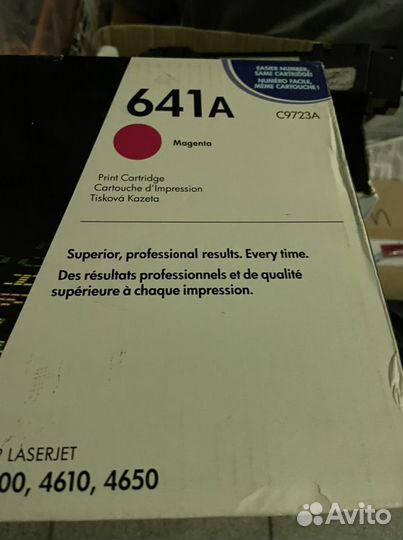 EASIER NUMBER,
SAME CARTRIDGE!
NUMÉRO FACILE,
MÊME CARTOUCHE !
641A
C9723A
Magenta
Print Cartridge
Cartouche d'Impression
Tisková Kazeta
Superior, professional results. Every time.
Des résultats professionnels et de qualité
supérieure à chaque impression.
P LASERJET
00, 4610, 4650
Avito